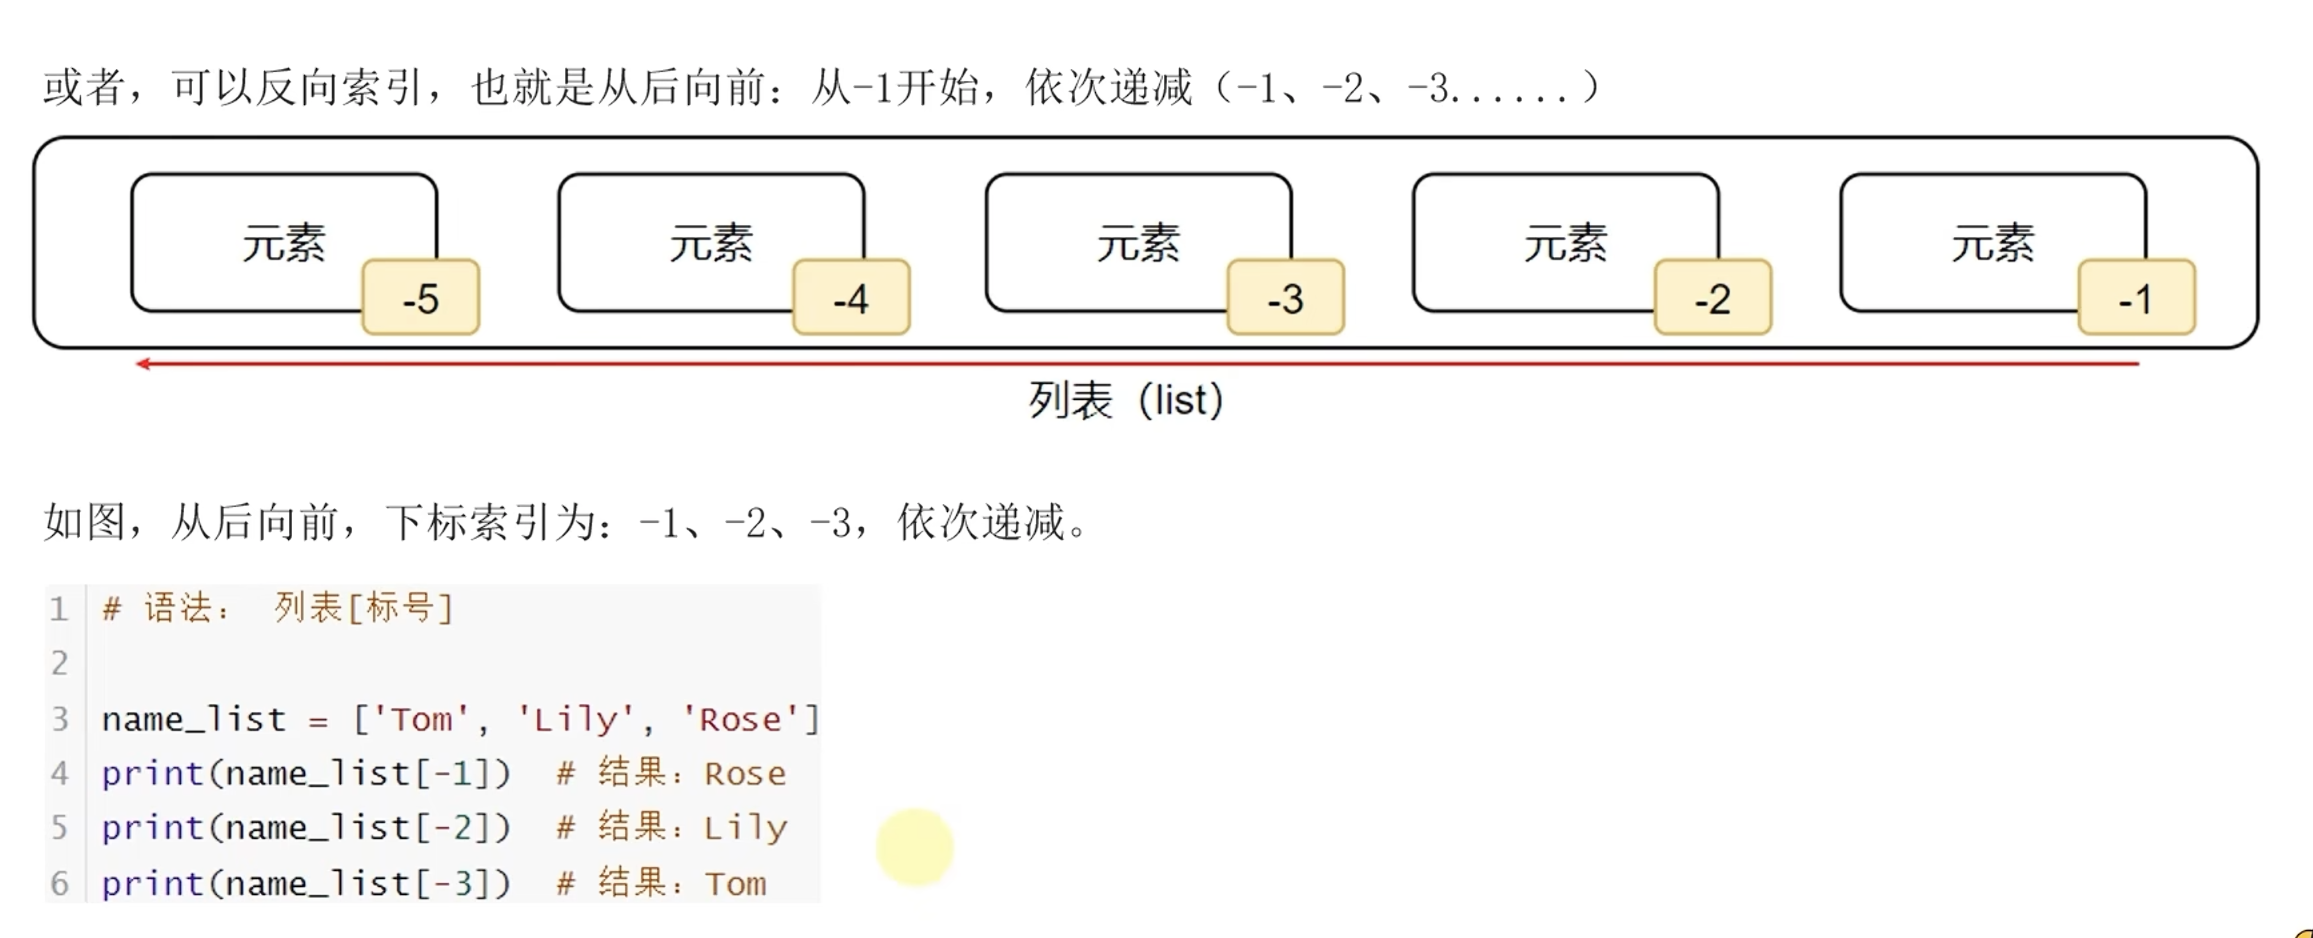 或者，可以反向索引，也就是从后向前：从-1开始，依次递减（-1、-2、-3......）
元素 元素 元素 元素 元素
-5 -4 -3 -2 -1
列表（list）
如图，从后向前，下标索引为：-1、-2、-3，依次递减。
1 # 语法： 列表[标号]
2
3 name_list = ['Tom', 'Lily', 'Rose']
4 print(name_list[-1])  # 结果：Rose
5 print(name_list[-2])  # 结果：Lily
6 print(name_list[-3])  # 结果：Tom